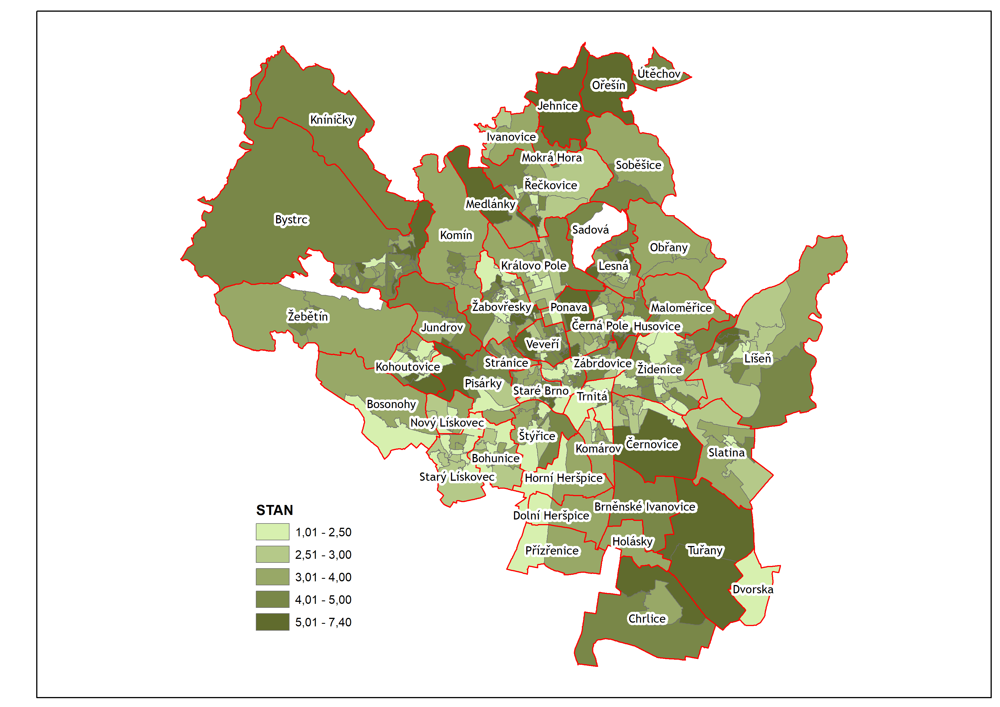 Útěchov
Ořešín
Jehnice
Kníničky
Ivanovice
Mokrá Hora
Soběšice
Řečkovice
Medlánky
Bystrc
Sadová
Komín
Obřany
Královo Pole
Lesná
Žabovřesky
Ponava
Maloměřice
Žebětín
Jundrov
Černá Pole
Husovice
Veveří
Líšeň
Stránice
Zábrdovice
Kohoutovice
Židenice
Pisárky
Staré Brno
Trnitá
Bosonohy
Nový Lískovec
Štýřice
Komárov
Černovice
Slatina
Bohunice
Starý Lískovec
Horní Heršpice
Brněnské Ivanovice
Dolní Heršpice
Holásky
Přízřenice
Tuřany
Dvorska
Chrlice
STAN
1,01 - 2,50
2,51 - 3,00
3,01 - 4,00
4,01 - 5,00
5,01 - 7,40